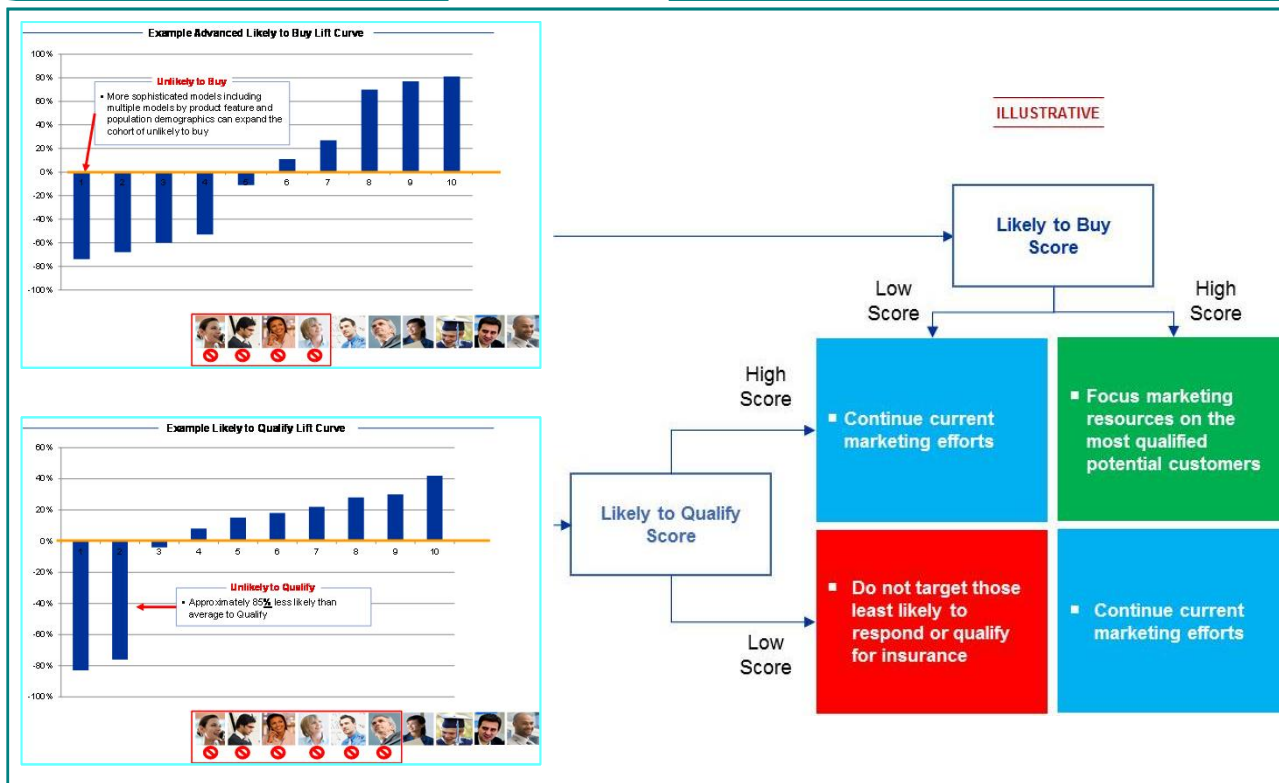 Example Advanced Likely to Buy Lift Curve
100%
80%
60%
40%
20%
0%
-20%
-40%
-60%
-80%
-100%
Unlikely to Buy
• More sophisticated models including
multiple models by product feature and
population demographics can expand the
cohort of unlikely to buy
1 2 3 4 5 6 7 8 9 10
Example Likely to Qualify Lift Curve
60%
40%
20%
0%
-20%
-40%
-60%
-80%
-100%
1 2 3 4 5 6 7 8 9 10
Unlikely to Qualify
• Approximately 85% less likely than
average to Qualify
ILLUSTRATIVE
Likely to Buy
Score
Low
Score
High
Score
High
Score
Likely to Qualify
Score
Low
Score
▪ Continue current
marketing efforts
▪ Focus marketing
resources on the
most qualified
potential customers
▪ Do not target those
least likely to
respond or qualify
for insurance
▪ Continue current
marketing efforts